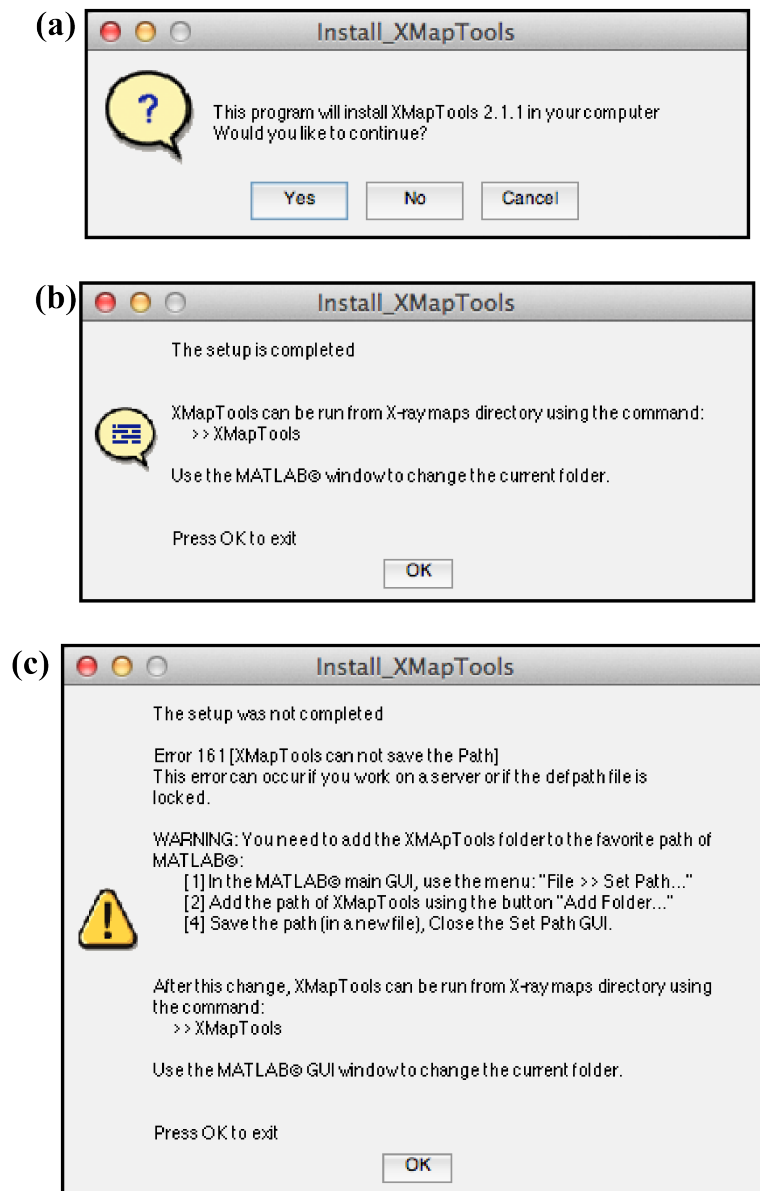 (a)
Install_XMapTools
?
This program will install XMapTools 2.1.1 in your computer
Would you like to continue?
Yes No Cancel
(b)
Install_XMapTools
The setup is completed
XMapTools can be run from X-ray maps directory using the command:
>> XMapTools
Use the MATLAB® window to change the current folder.
Press OK to exit
OK
(c)
Install_XMapTools
The setup was not completed
Error 161 [XMapTools can not save the Path]
This error can occur if you work on a server or if the defpath file is
locked.
WARNING: You need to add the XMApTools folder to the favorite path of
MATLAB®:
[1] In the MATLAB® main GUI, use the menu: "File >> Set Path..."
[2] Add the path of XMapTools using the button "Add Folder..."
[4] Save the path (in a new file), Close the Set Path GUI.
!
After this change, XMapTools can be run from X-ray maps directory using
the command:
>> XMapTools
Use the MATLAB® GUI window to change the current folder.
Press OK to exit
OK